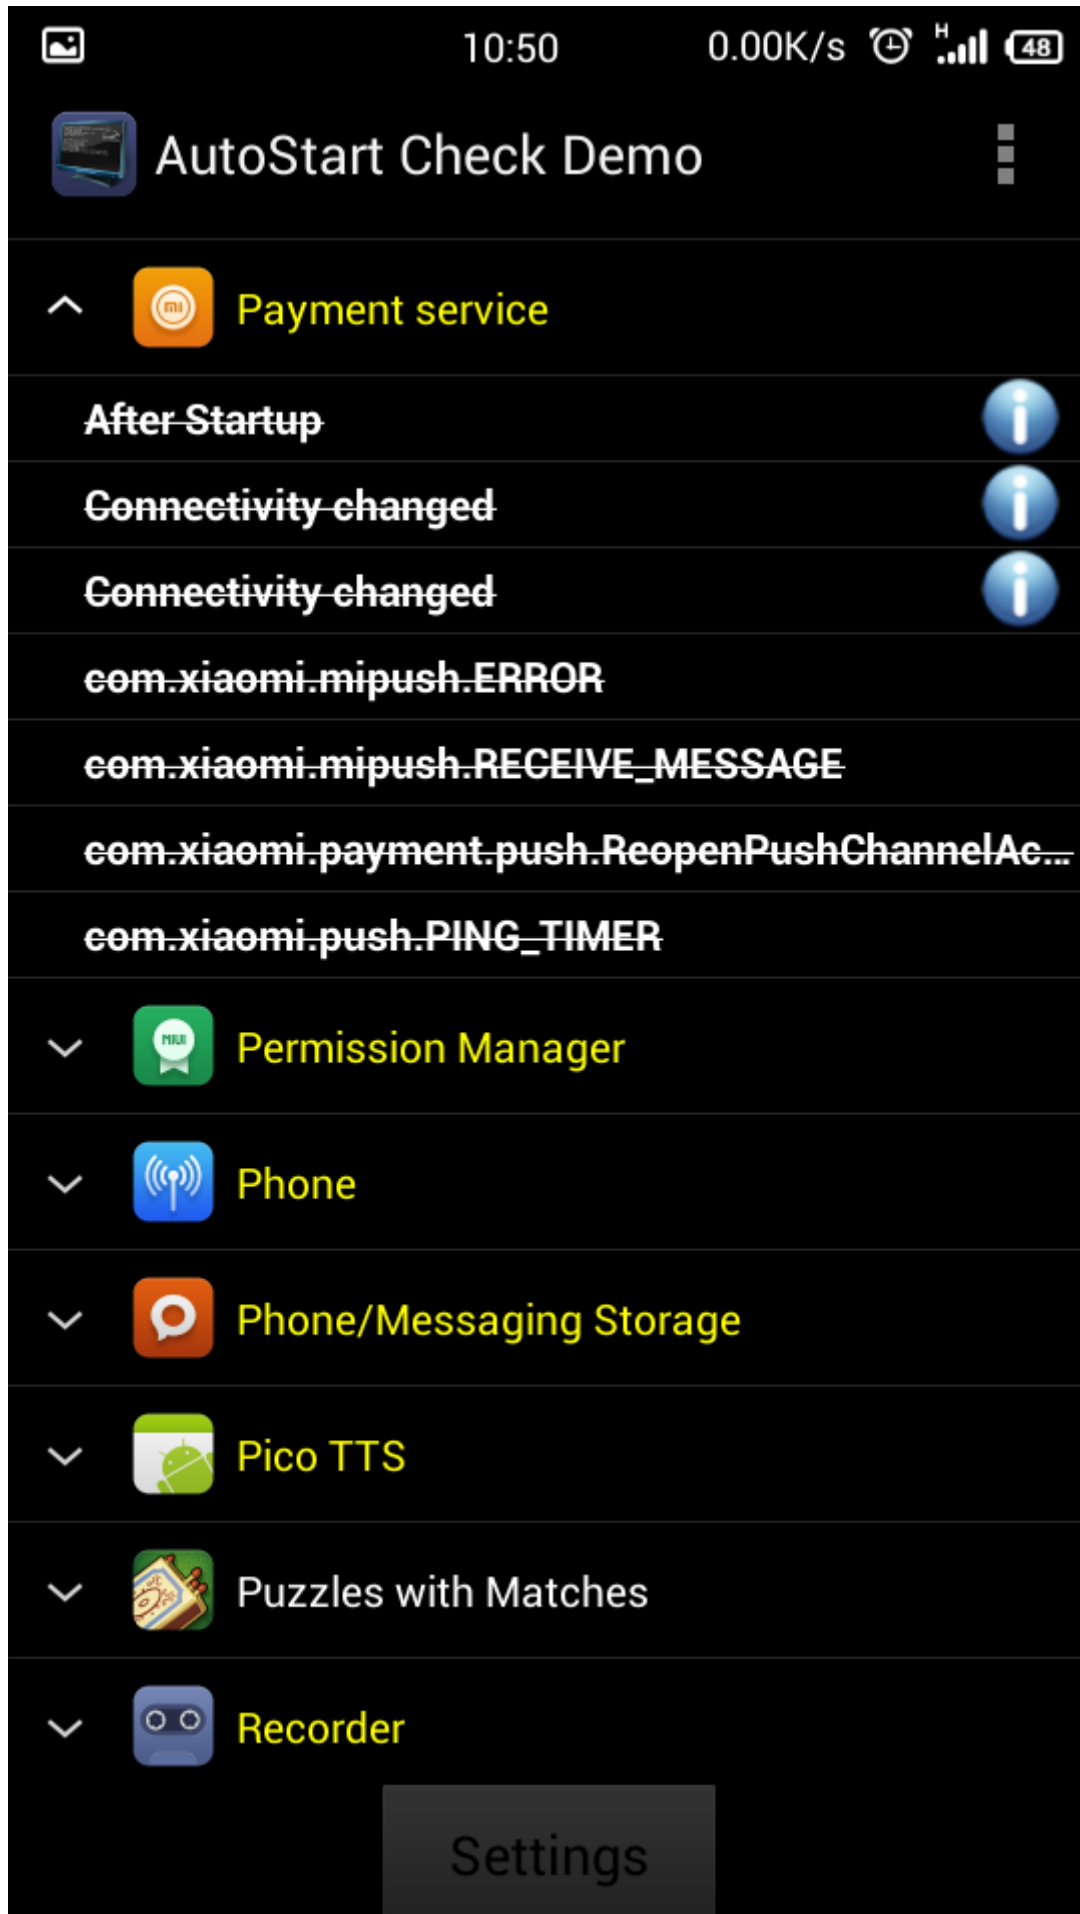 10:50 0.00K/s H 48
AutoStart Check Demo
mi Payment service
After Startup
Connectivity changed
Connectivity changed
com.xiaomi.mipush.ERROR
com.xiaomi.mipush.RECEIVE_MESSAGE
com.xiaomi.payment.push.ReopenPushChannelAc...
com.xiaomi.push.PING_TIMER
MIUI Permission Manager
Phone
Phone/Messaging Storage
Pico TTS
Puzzles with Matches
Recorder
Settings